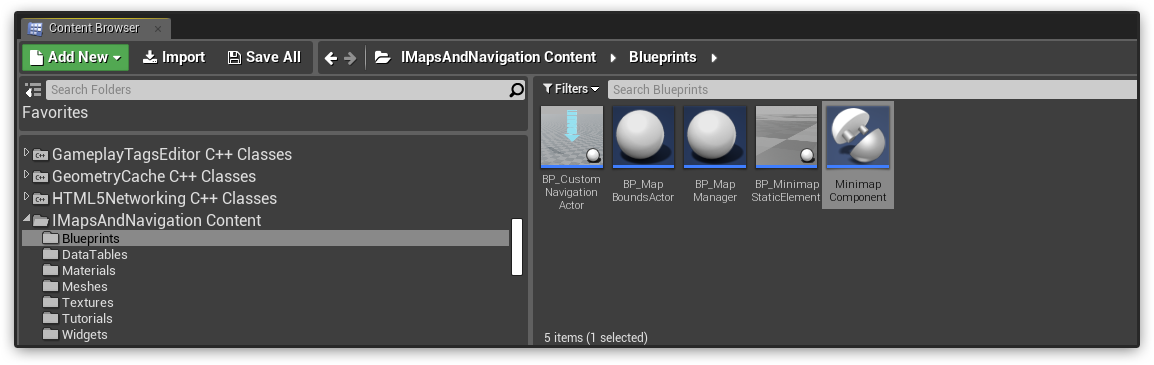 Content Browser
Add New
Import
Save All
IMapsAndNavigation Content
Blueprints
Search Folders
Favorites
GameplayTagsEditor C++ Classes
GeometryCache C++ Classes
HTML5Networking C++ Classes
IMapsAndNavigation Content
Blueprints
DataTables
Materials
Meshes
Textures
Tutorials
Widgets
Filters
Search Blueprints
BP_Custom
Navigation
Actor
BP_Map
BoundsActor
BP_Map
Manager
BP_Minimap
StaticElement
Minimap
Component
5 items (1 selected)